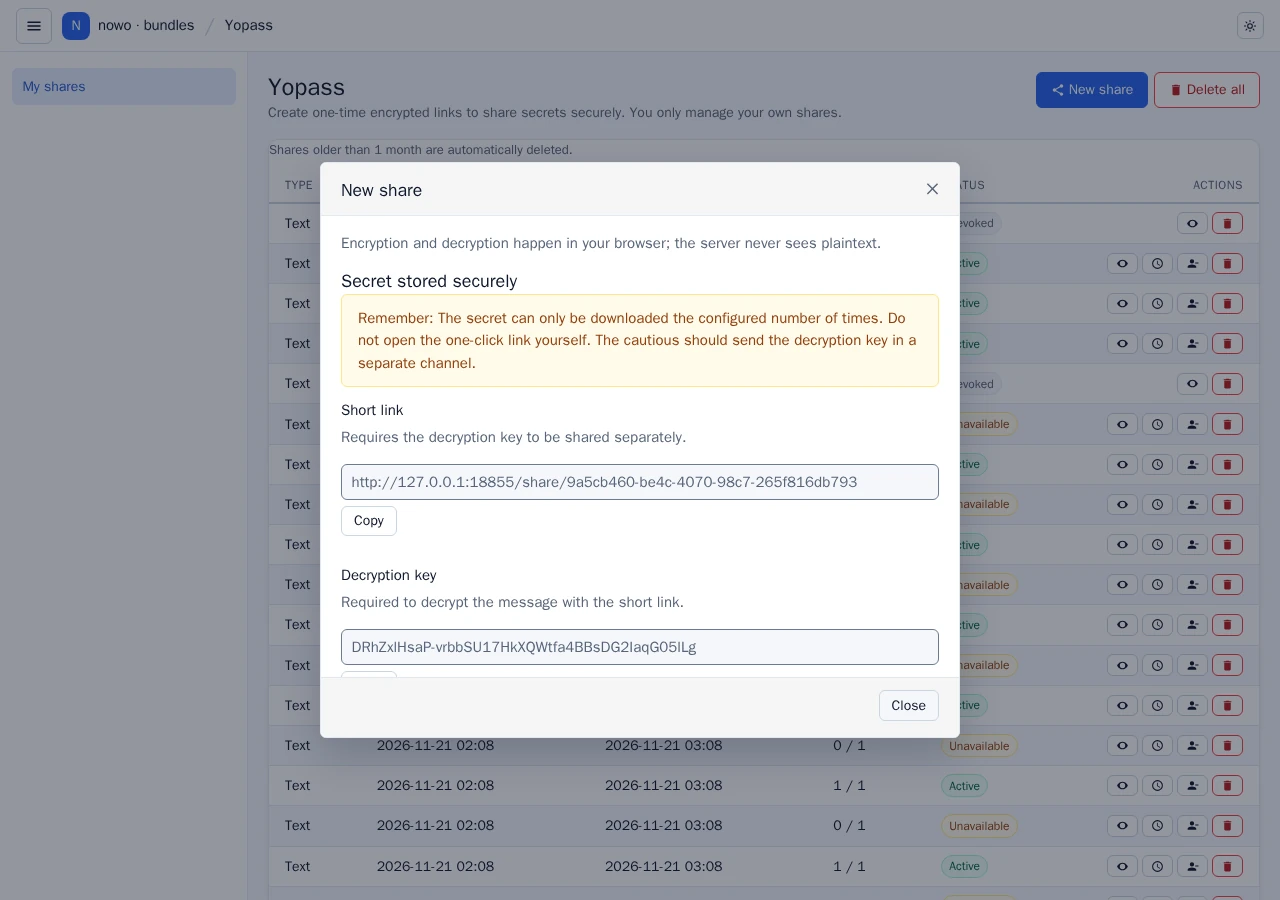 N nowo · bundles / Yopass
My shares
Yopass
Create one-time encrypted links to share secrets securely. You only manage your own shares.
New share
Delete all
Shares older than 1 month are automatically deleted.
TYPE ACTIONS
New share
Encryption and decryption happen in your browser; the server never sees plaintext.
Secret stored securely
Remember: The secret can only be downloaded the configured number of times. Do
not open the one-click link yourself. The cautious should send the decryption key in a
separate channel.
Short link
Requires the decryption key to be shared separately.
http://127.0.0.1:18855/share/9a5cb460-be4c-4070-98c7-265f816db793
Copy
Decryption key
Required to decrypt the message with the short link.
Close
Text
Text
Text
Text
Text
Text
Text
Text
Text
Text
Text
Text
Text
Text 2026-11-21 02:08 2026-11-21 03:08 0 / 1 Unavailable
Text 2026-11-21 02:08 2026-11-21 03:08 1 / 1 Active
Text 2026-11-21 02:08 2026-11-21 03:08 0 / 1 Unavailable
Text 2026-11-21 02:08 2026-11-21 03:08 1 / 1 Active